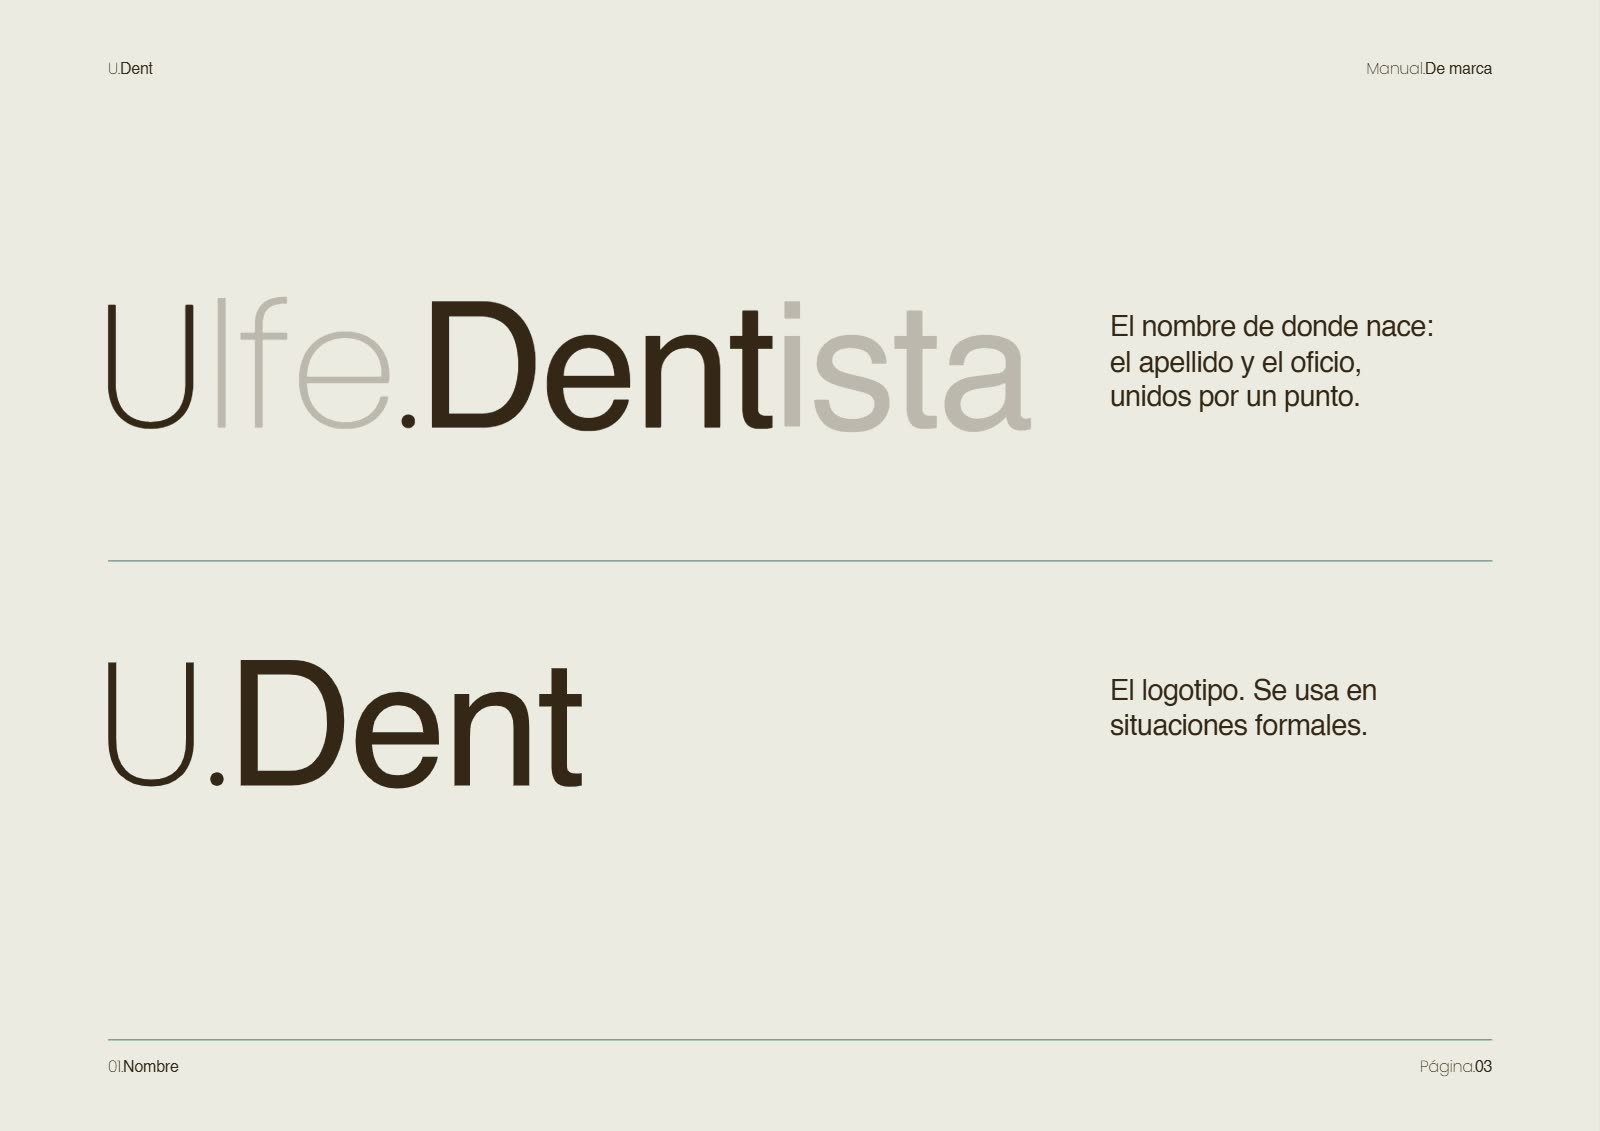 U.Dent
Manual.De marca
Ulfe.Dentista
El nombre de donde nace:
el apellido y el oficio,
unidos por un punto.
U.Dent
El logotipo. Se usa en
situaciones formales.
01.Nombre
Página.03